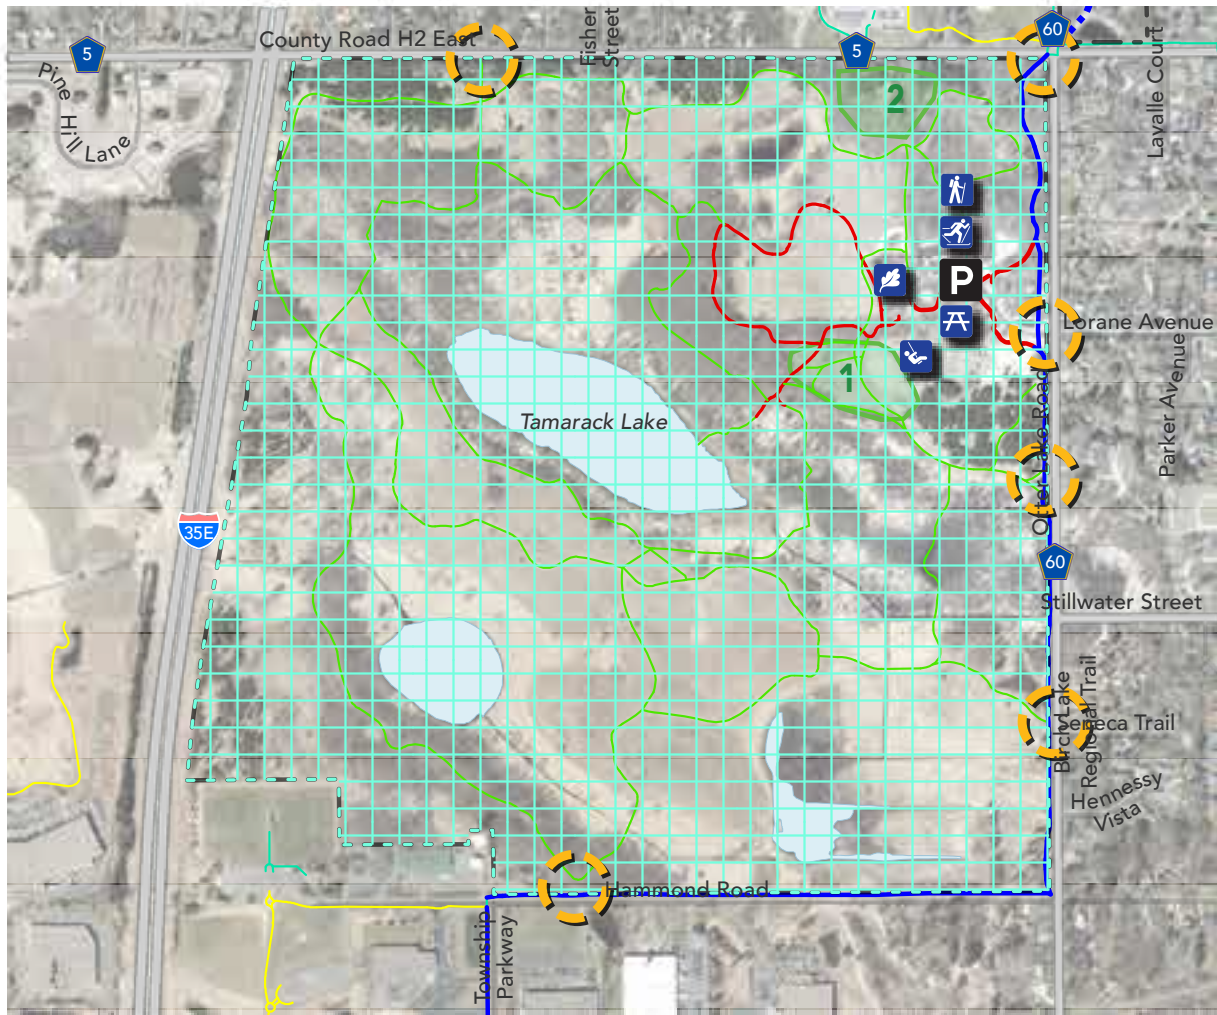 60
Fisher
Street
County Road H2 East
5
5
Lavalle Court
Pine Hill Lane
2
P
Lorane Avenue
Parker Avenue
1
Tamarack Lake
Otter Lake Road
35E
60
Stillwater Street
Birch Lake
Regional Trail
Seneca Trail
Hennessy
Vista
Hammond Road
Township
Parkway